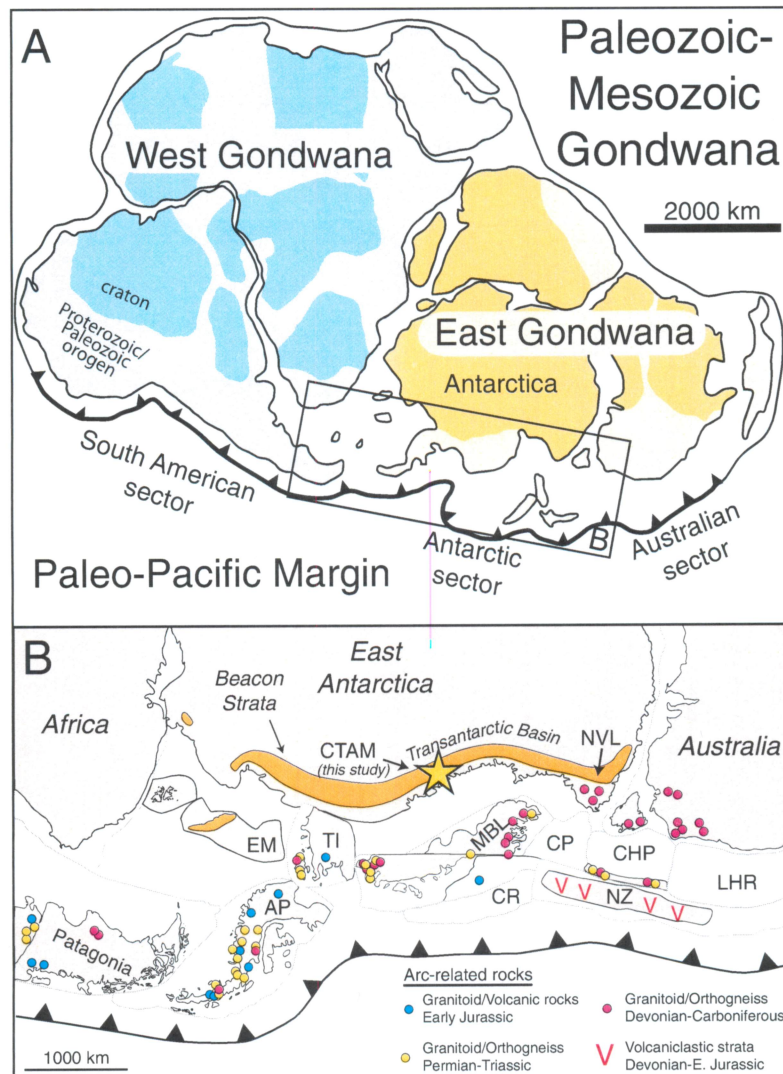 A
Paleozoic-
Mesozoic
Gondwana
West Gondwana
2000 km
craton
Proterozoic/
Paleozoic
orogen
East Gondwana
Antarctica
South American
sector
Antarctic
sector
B
Australian
sector
Paleo-Pacific Margin
B
East
Antarctica
Beacon
Strata
Africa
CTAM
(this study)
Transantarctic Basin
NVL
Australia
EM
TI
MBL
CP
CHP
LHR
AP
CR
NZ
V V V V
Patagonia
Arc-related rocks
Granitoid/Volcanic rocks
Early Jurassic
Granitoid/Orthogneiss
Devonian-Carboniferous
Granitoid/Orthogneiss
Permian-Triassic
V Volcaniclastic strata
Devonian-E. Jurassic
1000 km